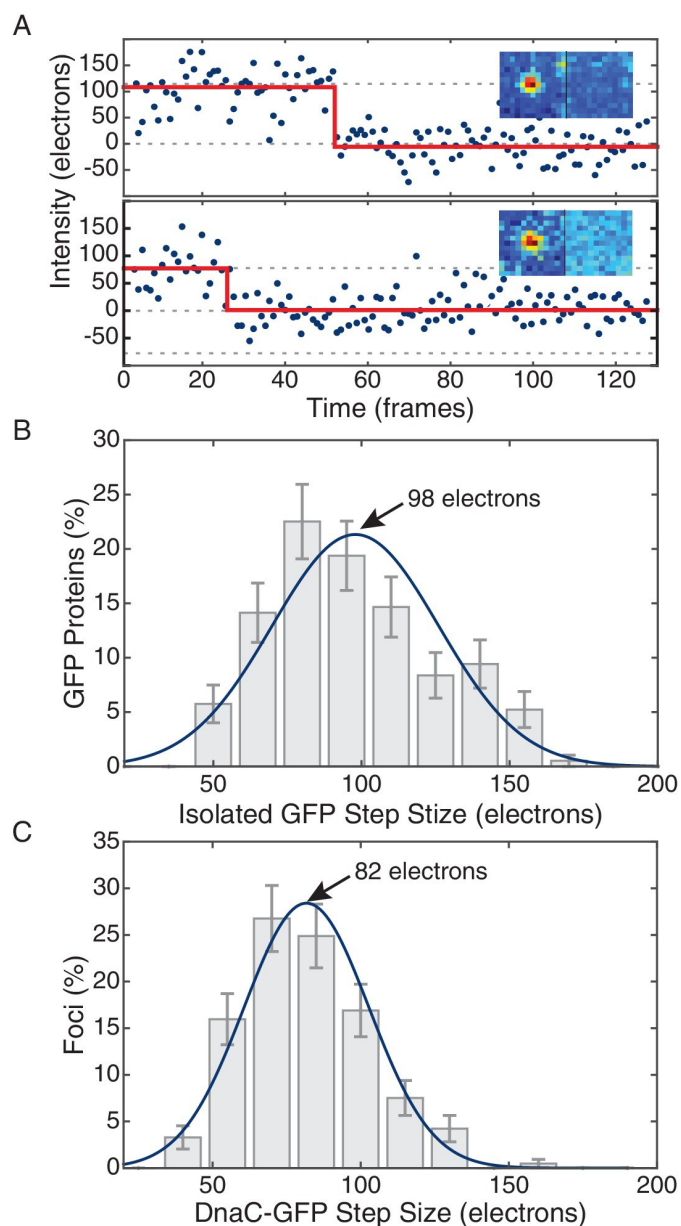 A
150
100
50
0
-50
150
100
50
0
-50
Intensity (electrons)
0 20 40 60 80 100 120
Time (frames)
B
30
25
20
15
10
5
0
GFP Proteins (%)
98 electrons
50 100 150 200
Isolated GFP Step Stize (electrons)
C
35
30
25
20
15
10
5
0
Foci (%)
82 electrons
50 100 150 200
DnaC-GFP Step Size (electrons)